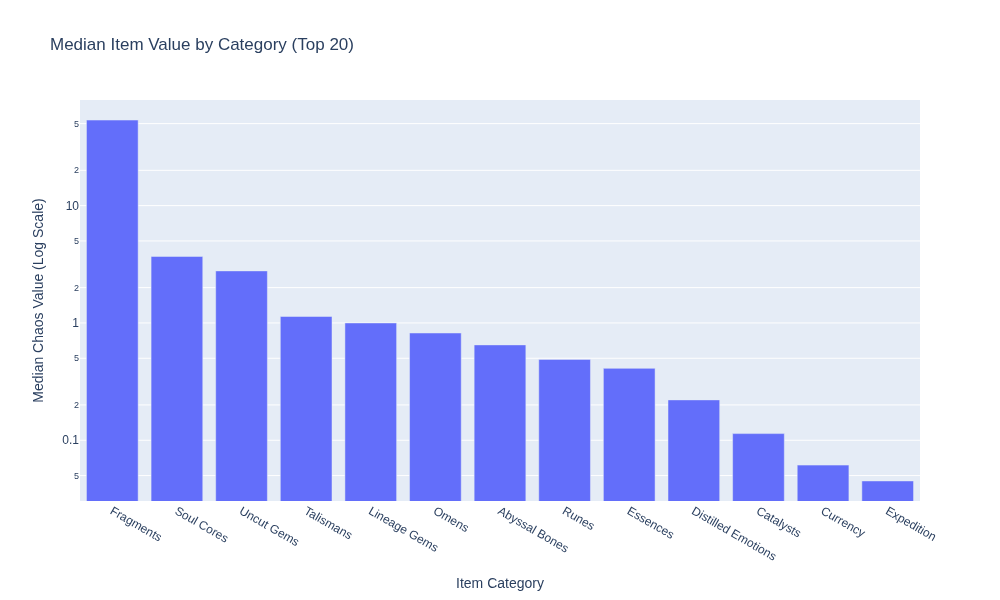 Median Item Value by Category (Top 20)
Median Chaos Value (Log Scale)
5
2
10
5
2
1
5
2
0.1
5
Fragments
Soul Cores
Uncut Gems
Talismans
Lineage Gems
Omens
Abyssal Bones
Runes
Essences
Distilled Emotions
Catalysts
Currency
Expedition
Item Category